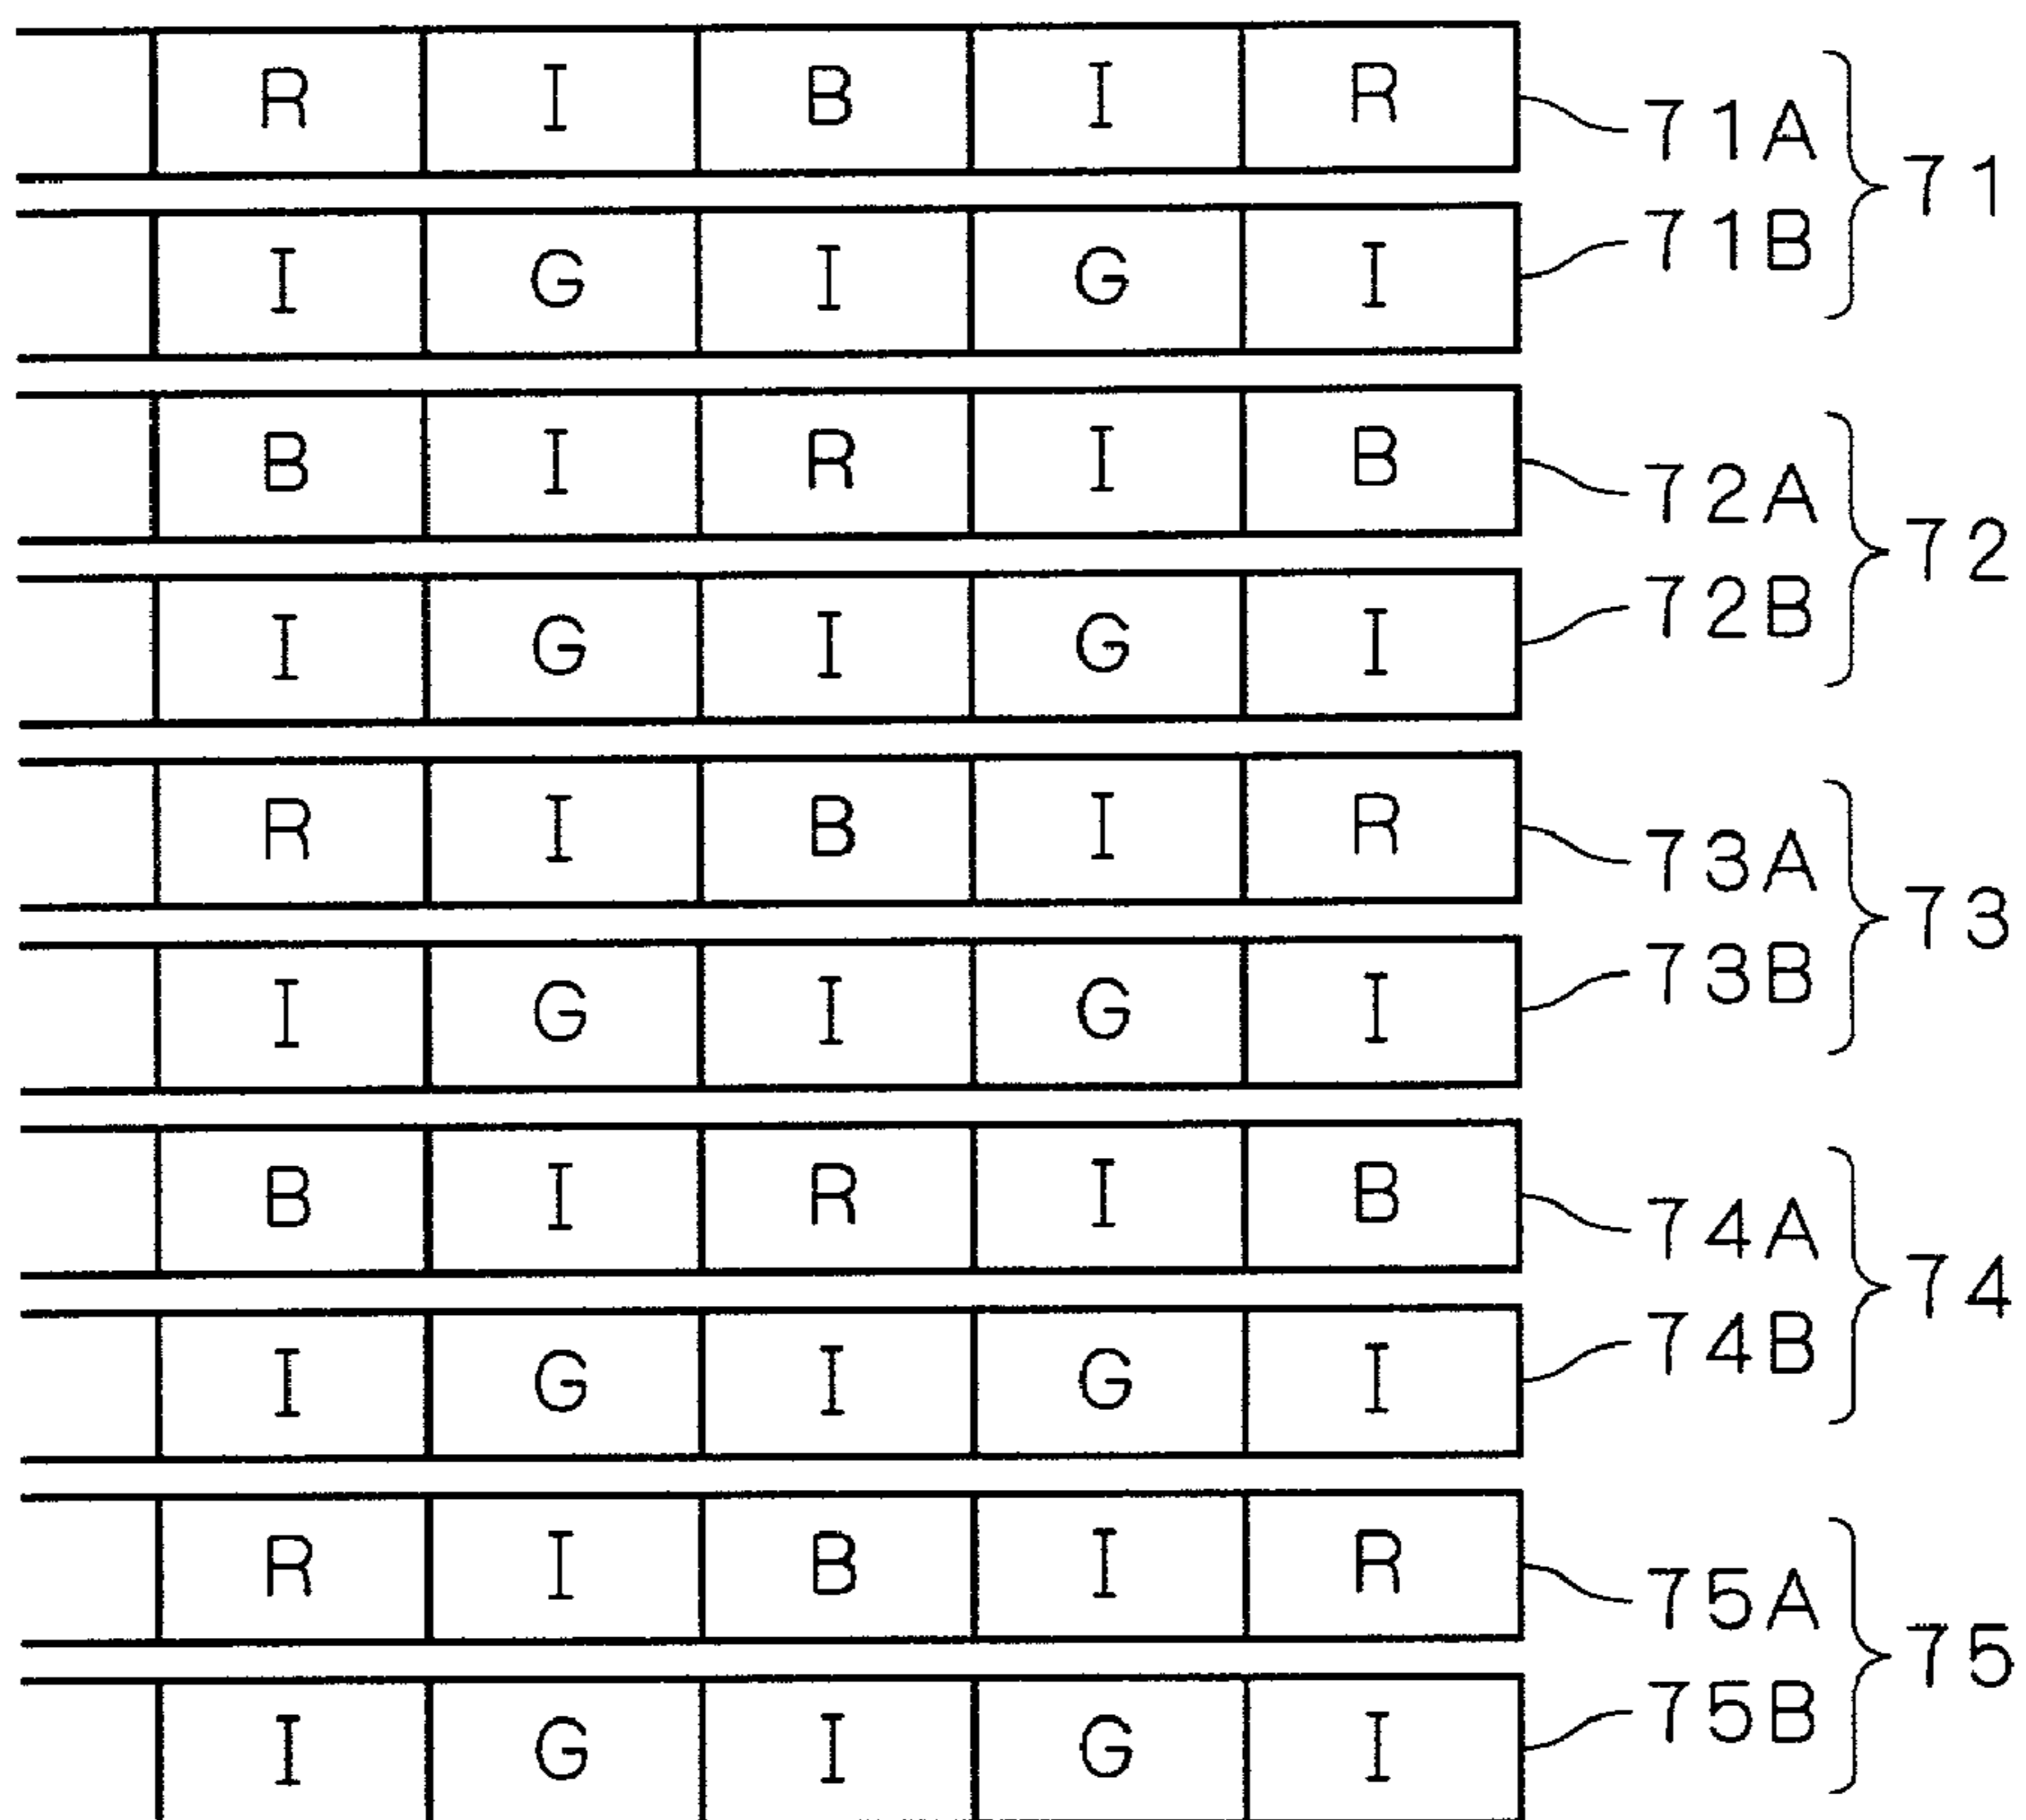 R I B I R 71A
71
I G I G I 71B
B I R I B 72A
72
I G I G I 72B
R I B I R 73A
73
I G I G I 73B
B I R I B 74A
74
I G I G I 74B
R I B I R 75A
75
I G I G I 75B